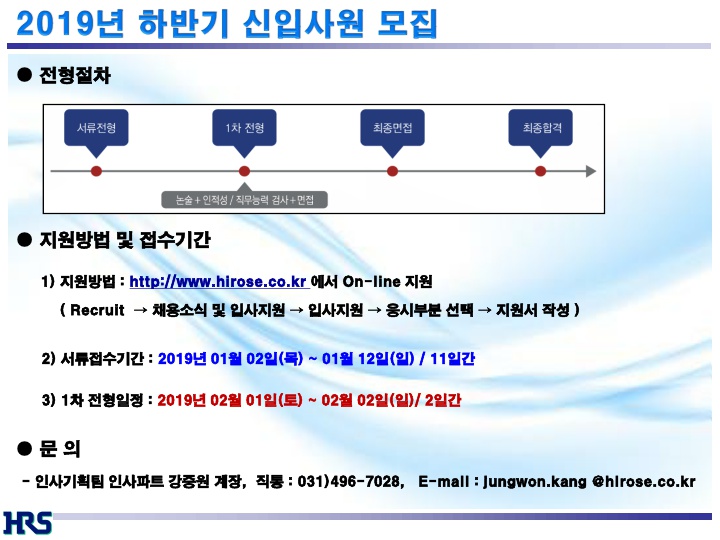 2019년 하반기 신입사원 모집
● 전형절차
서류전형 1차 전형 최종면접 최종합격
논술 + 인적성 / 직무능력 검사 + 면접
● 지원방법 및 접수기간
1) 지원방법 : http://www.hirose.co.kr 에서 On-line 지원
( Recruit → 채용소식 및 입사지원 → 입사지원 → 응시부분 선택 → 지원서 작성 )
2) 서류접수기간 : 2019년 01월 02일(목) ~ 01월 12일(일) / 11일간
3) 1차 전형일정 : 2019년 02월 01일(토) ~ 02월 02일(일)/ 2일간
● 문 의
- 인사기획팀 인사파트 강중원 계장, 직통 : 031)496-7028, E-mail : jungwon.kang @hirose.co.kr
HRS